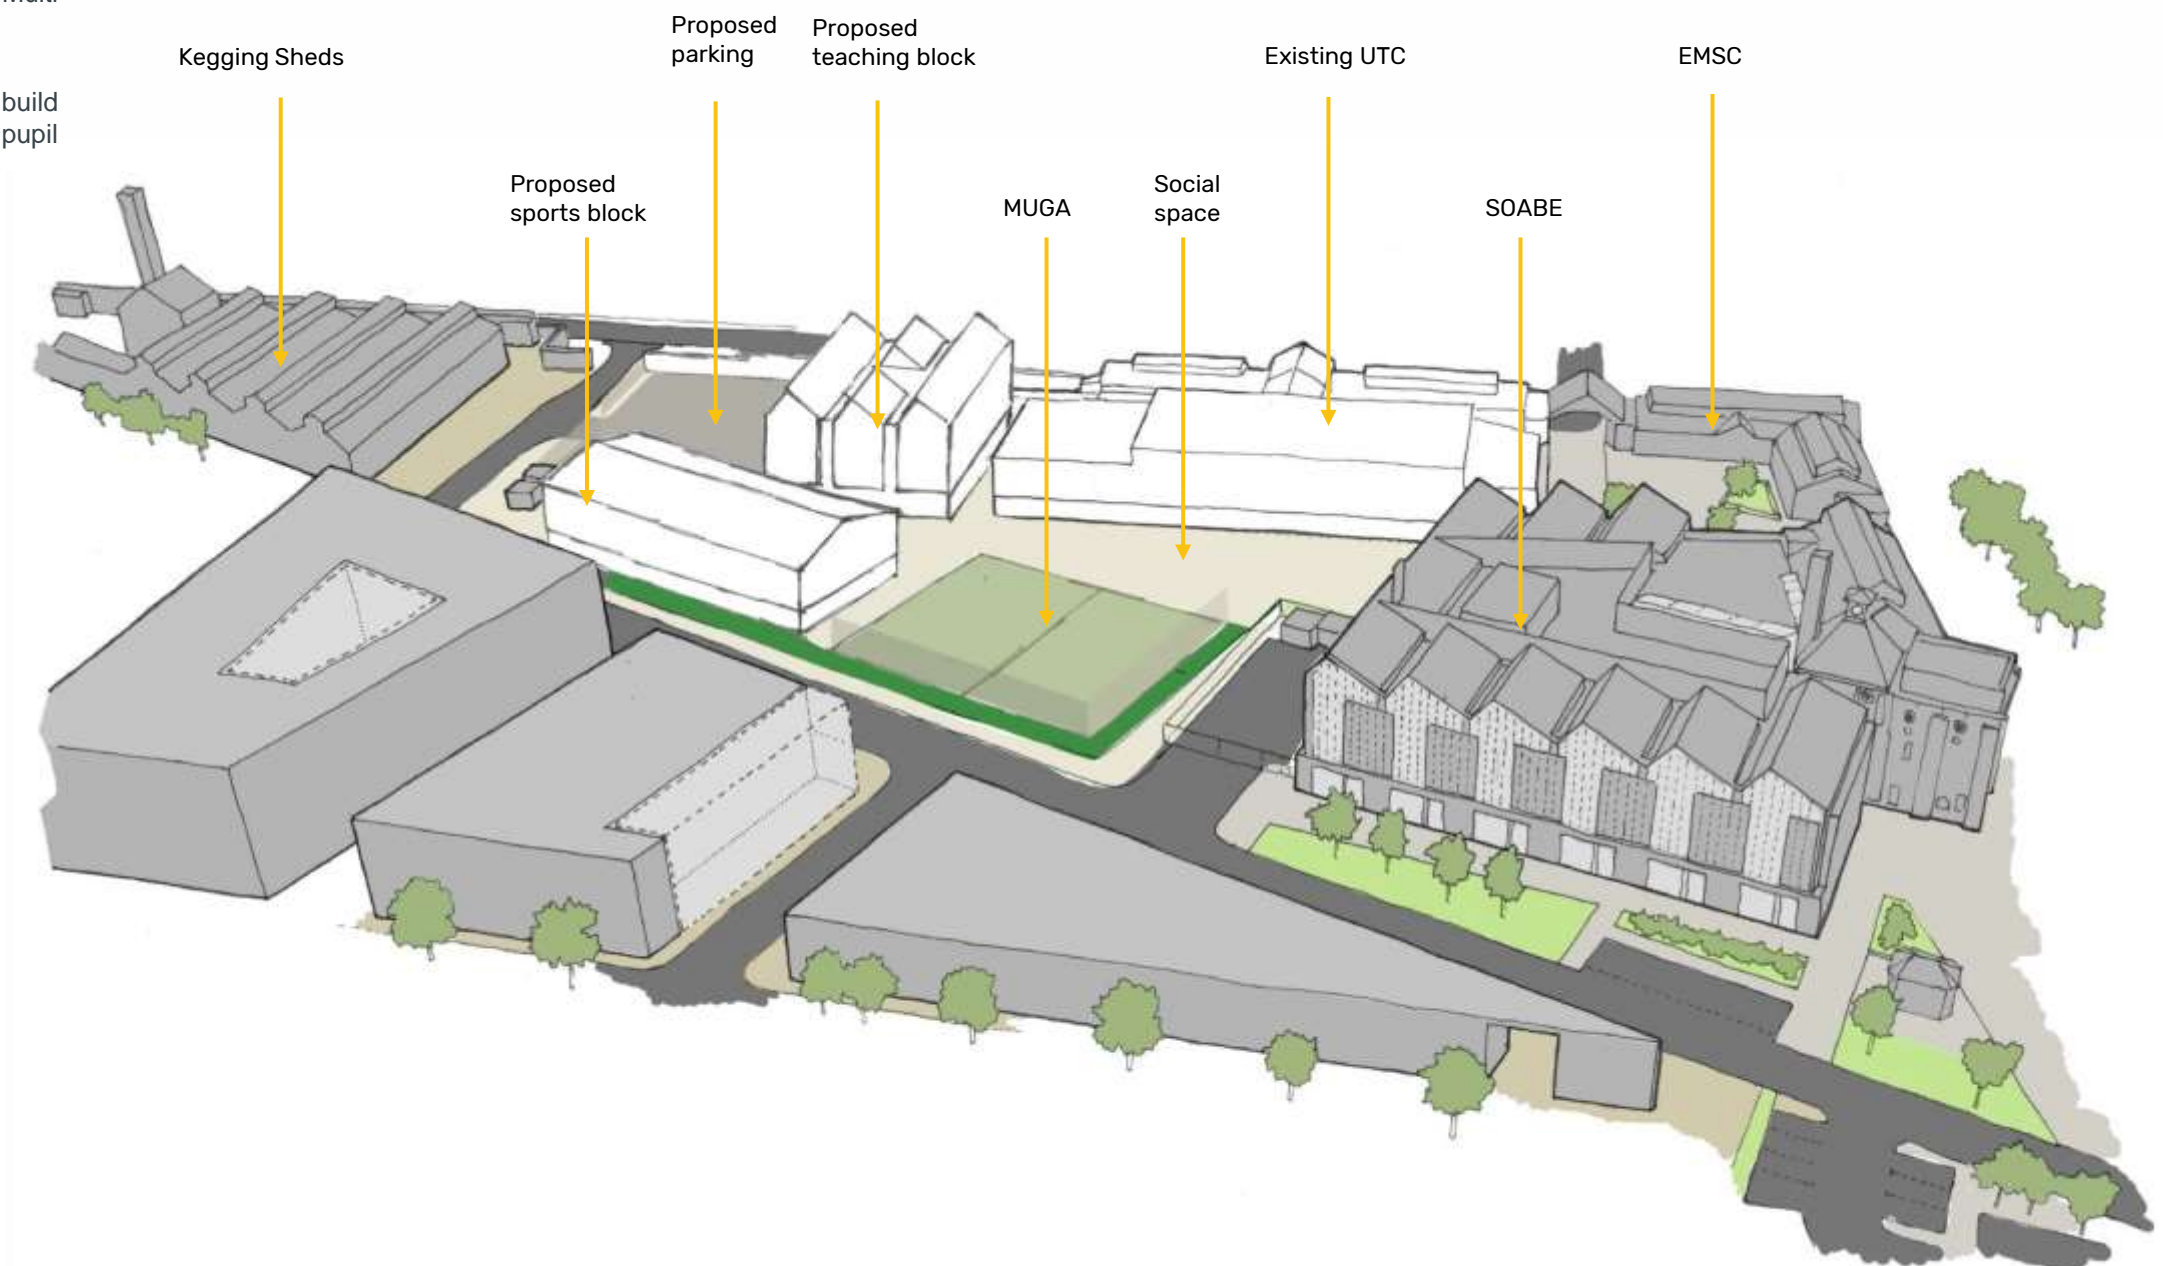 build
pupil
Kegging Sheds
Proposed
parking
Proposed
teaching block
Existing UTC
EMSC
Proposed
sports block
MUGA
Social
space
SOABE